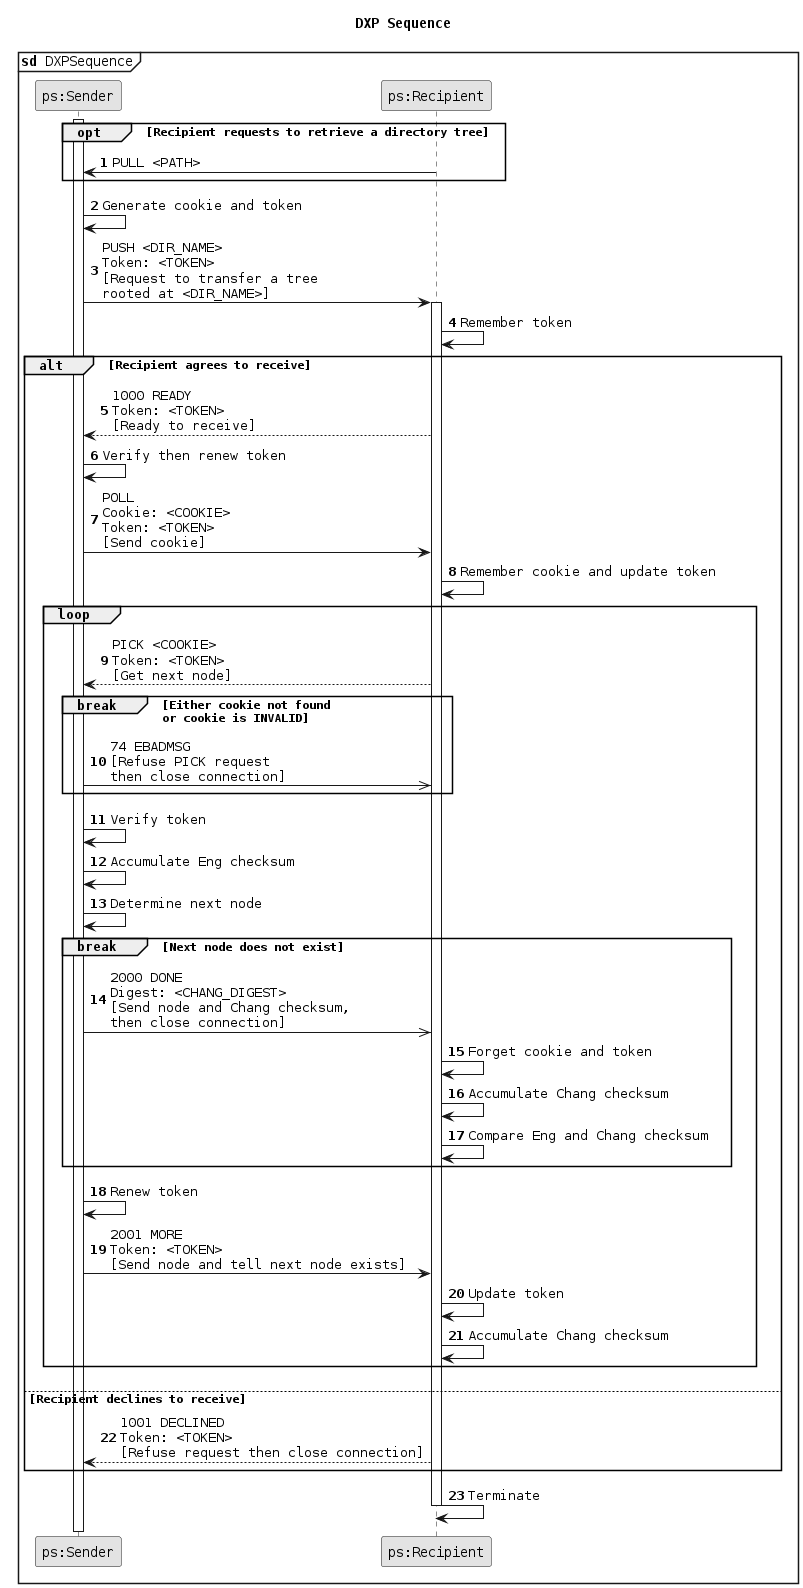 DXP Sequence
sd DXPSequence
ps:Sender
ps:Recipient
opt [Recipient requests to retrieve a directory tree]
1 PULL <PATH>
2 Generate cookie and token
PUSH <DIR_NAME>
3 Token: <TOKEN>
[Request to transfer a tree
rooted at <DIR_NAME>]
4 Remember token
alt [Recipient agrees to receive]
1000 READY
5 Token: <TOKEN>
[Ready to receive]
6 Verify then renew token
POLL
7 Cookie: <COOKIE>
Token: <TOKEN>
[Send cookie]
8 Remember cookie and update token
loop
PICK <COOKIE>
9 Token: <TOKEN>
[Get next node]
break [Either cookie not found
or cookie is INVALID]
74 EBADMSG
10 [Refuse PICK request
then close connection]
11 Verify token
12 Accumulate Eng checksum
13 Determine next node
break [Next node does not exist]
2000 DONE
14 Digest: <CHANG_DIGEST>
[Send node and Chang checksum,
then close connection]
15 Forget cookie and token
16 Accumulate Chang checksum
17 Compare Eng and Chang checksum
18 Renew token
2001 MORE
19 Token: <TOKEN>
[Send node and tell next node exists]
20 Update token
21 Accumulate Chang checksum
[Recipient declines to receive]
1001 DECLINED
22 Token: <TOKEN>
[Refuse request then close connection]
23 Terminate
ps:Sender
ps:Recipient